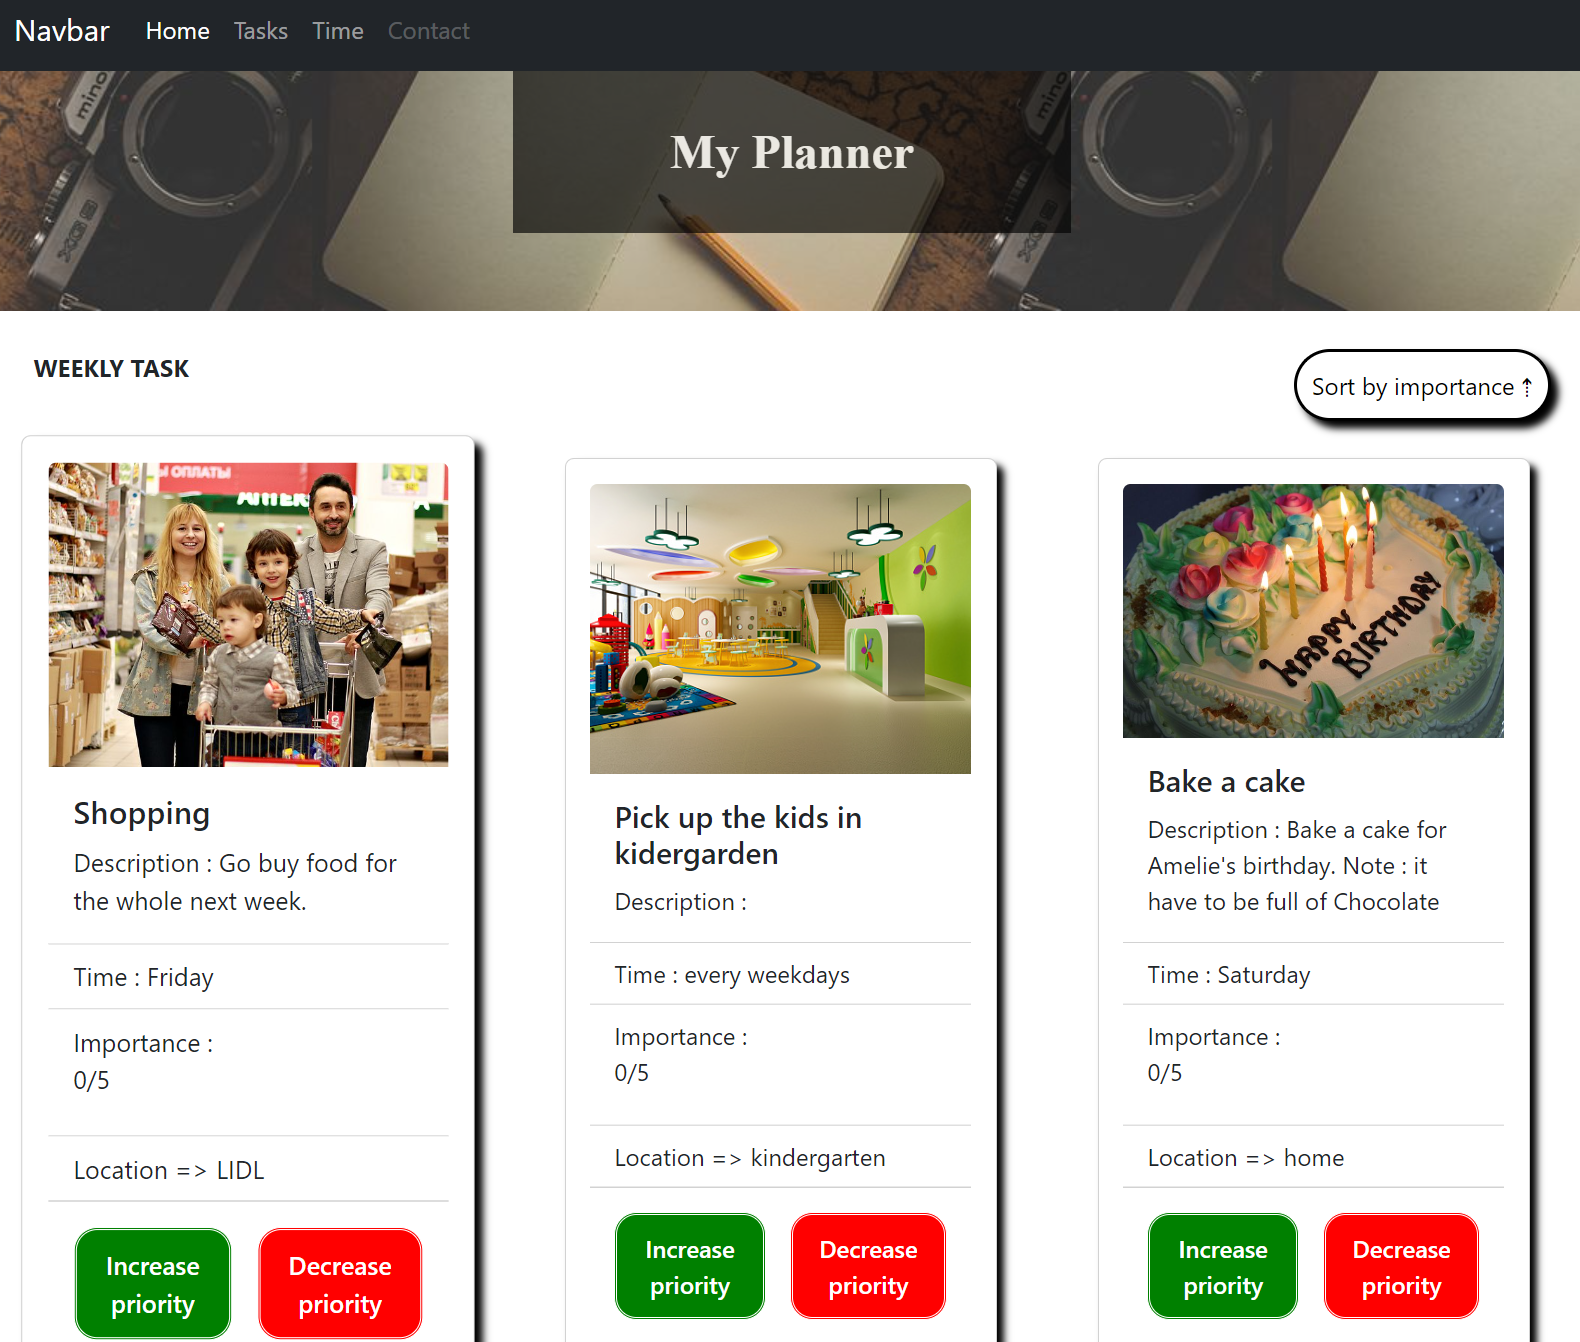 Navbar Home Tasks Time Contact
mino
mino
My Planner
XG
WEEKLY TASK
Sort by importance ⇡
Ы ОПЛАТЫ
HAPPY
BIRTHDAY
Shopping
Description : Go buy food for
the whole next week.
Time : Friday
Importance :
0/5
Location => LIDL
Increase
priority
Decrease
priority
Pick up the kids in
kidergarden
Description :
Time : every weekdays
Importance :
0/5
Location => kindergarten
Increase
priority
Decrease
priority
Bake a cake
Description : Bake a cake for
Amelie's birthday. Note : it
have to be full of Chocolate
Time : Saturday
Importance :
0/5
Location => home
Increase
priority
Decrease
priority